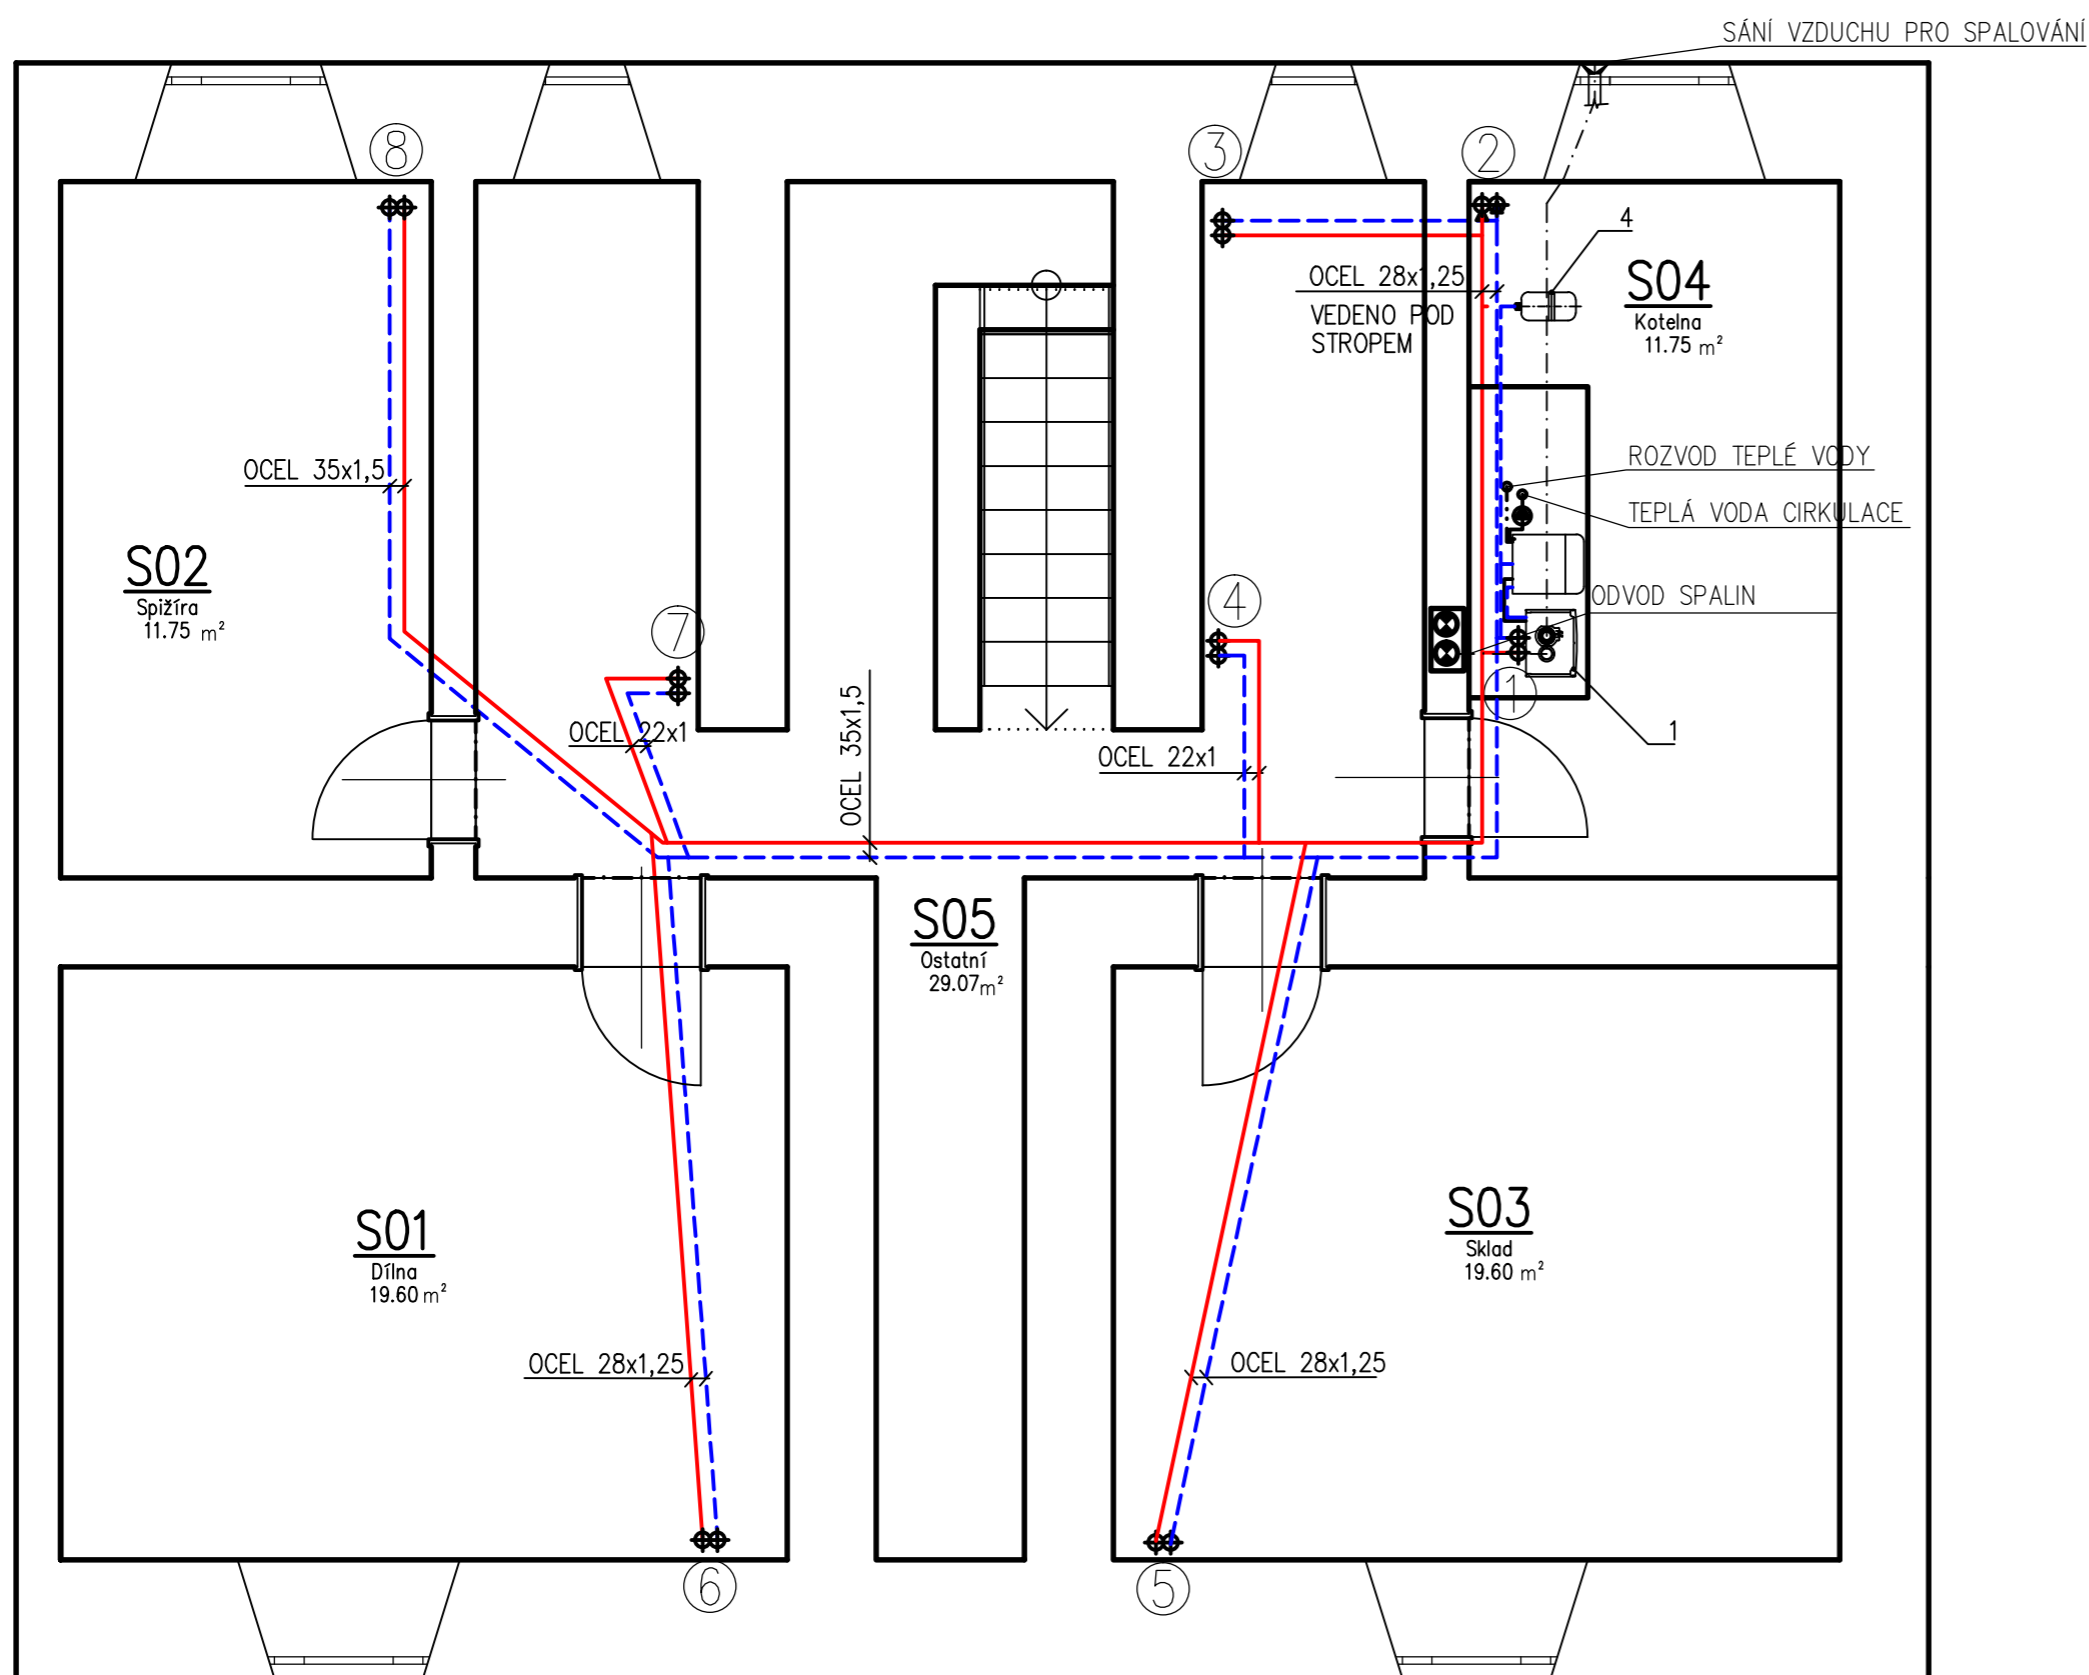 SÁNÍ VZDUCHU PRO SPALOVÁNÍ
8
3
2
4
S04
Kotelna
11.75 m²
OCEL 28x1,25
VEDENO POD
STROPEM
ROZVOD TEPLÉ VODY
TEPLÁ VODA CIRKULACE
ODVOD SPALIN
OCEL 35x1,5
S02
Spižíra
11.75 m²
7
4
1
1
OCEL 22x1
OCEL 35x1,5
OCEL 22x1
S05
Ostatní
29.07m²
S01
Dílna
19.60 m²
S03
Sklad
19.60 m²
OCEL 28x1,25
OCEL 28x1,25
6
5